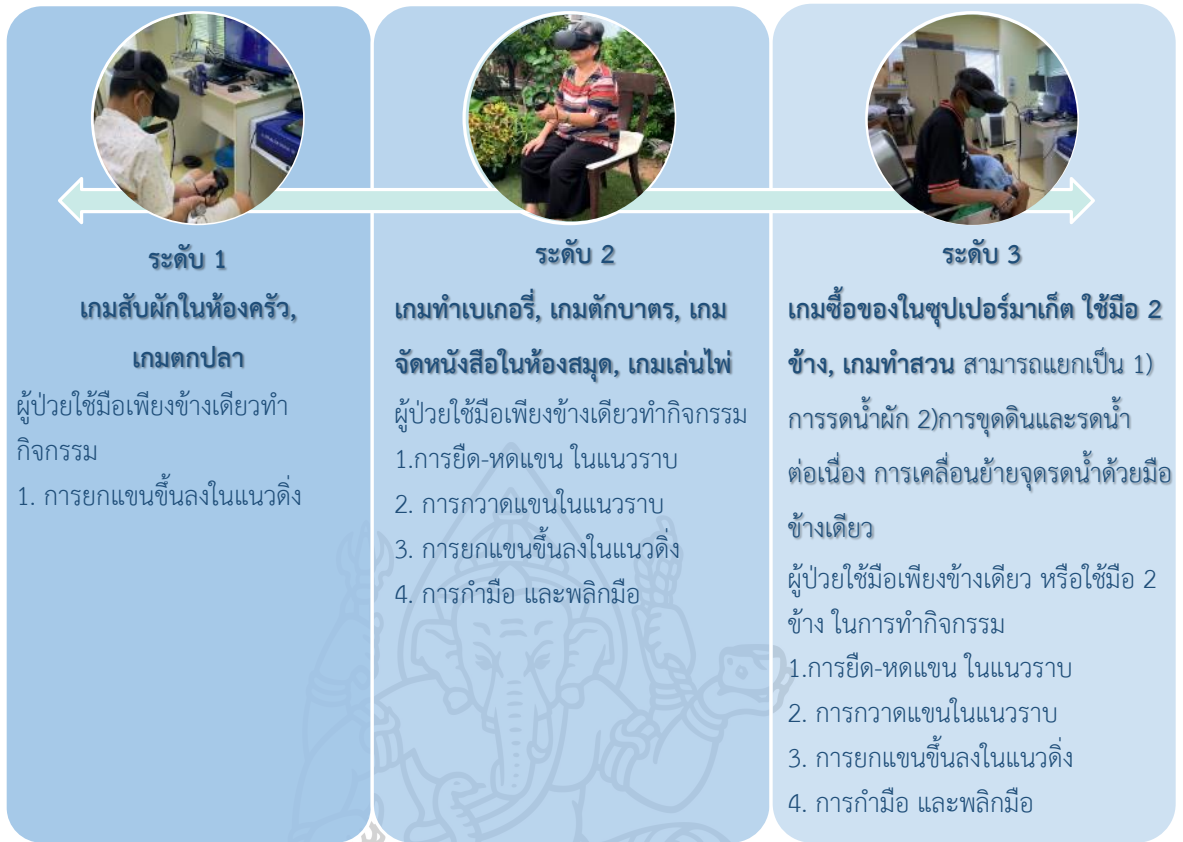 ระดับ 1
เกมสับผักในห้องครัว,
เกมตกปลา
ผู้ป่วยใช้มือเพียงข้างเดียวทำ
กิจกรรม
1. การยกแขนขึ้นลงในแนวดิ่ง
ระดับ 2
เกมทำเบเกอรี่, เกมตักบาตร, เกม
จัดหนังสือในห้องสมุด, เกมเล่นไพ่
ผู้ป่วยใช้มือเพียงข้างเดียวทำกิจกรรม
1.การยืด-หดแขน ในแนวราบ
2. การกวาดแขนในแนวราบ
3. การยกแขนขึ้นลงในแนวดิ่ง
4. การกำมือ และพลิกมือ
ระดับ 3
เกมซื้อของในซุปเปอร์มาเก็ต ใช้มือ 2
ข้าง, เกมทำสวน สามารถแยกเป็น 1)
การรดน้ำผัก 2)การขุดดินและรดน้ำ
ต่อเนื่อง การเคลื่อนย้ายจุดรดน้ำด้วยมือ
ข้างเดียว
ผู้ป่วยใช้มือเพียงข้างเดียว หรือใช้มือ 2
ข้าง ในการทำกิจกรรม
1.การยืด-หดแขน ในแนวราบ
2. การกวาดแขนในแนวราบ
3. การยกแขนขึ้นลงในแนวดิ่ง
4. การกำมือ และพลิกมือ